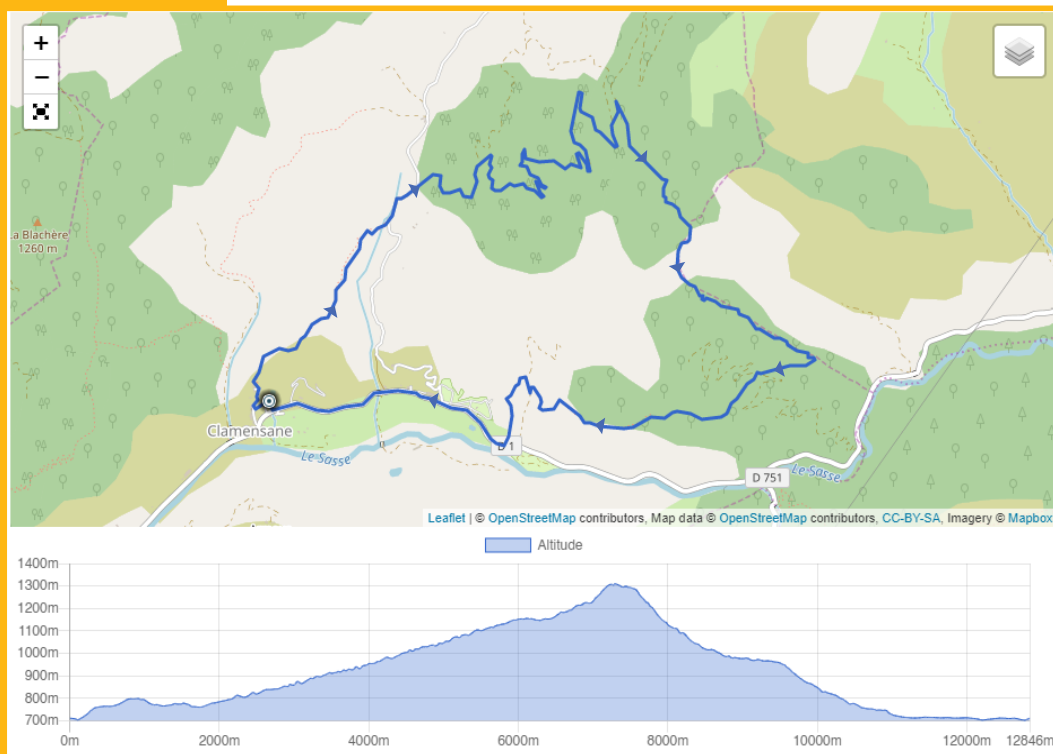 +
−
La Blachère
1260 m
Clamensane
Le Sasse
D 1
D 751
Le Sasse
Leaflet | © OpenStreetMap contributors, Map data © OpenStreetMap contributors, CC-BY-SA, Imagery © Mapbox
Altitude
1400m
1300m
1200m
1100m
1000m
900m
800m
700m
0m 2000m 4000m 6000m 8000m 10000m 12000m 12846m